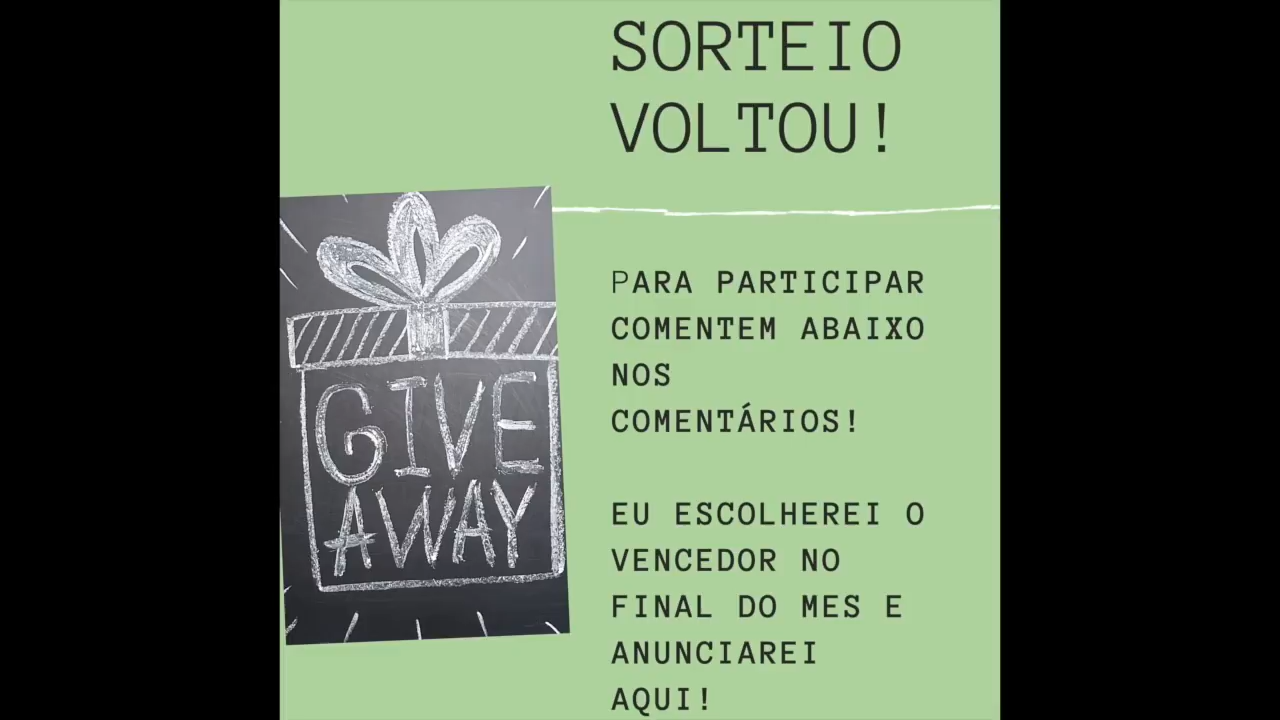 SORTEIO
VOLTOU!
GIVE
AWAY
PARA PARTICIPAR
COMENTEM ABAIXO
NOS
COMENTÁRIOS!
EU ESCOLHEREI O
VENCEDOR NO
FINAL DO MES E
ANUNCIAREI
AQUI!